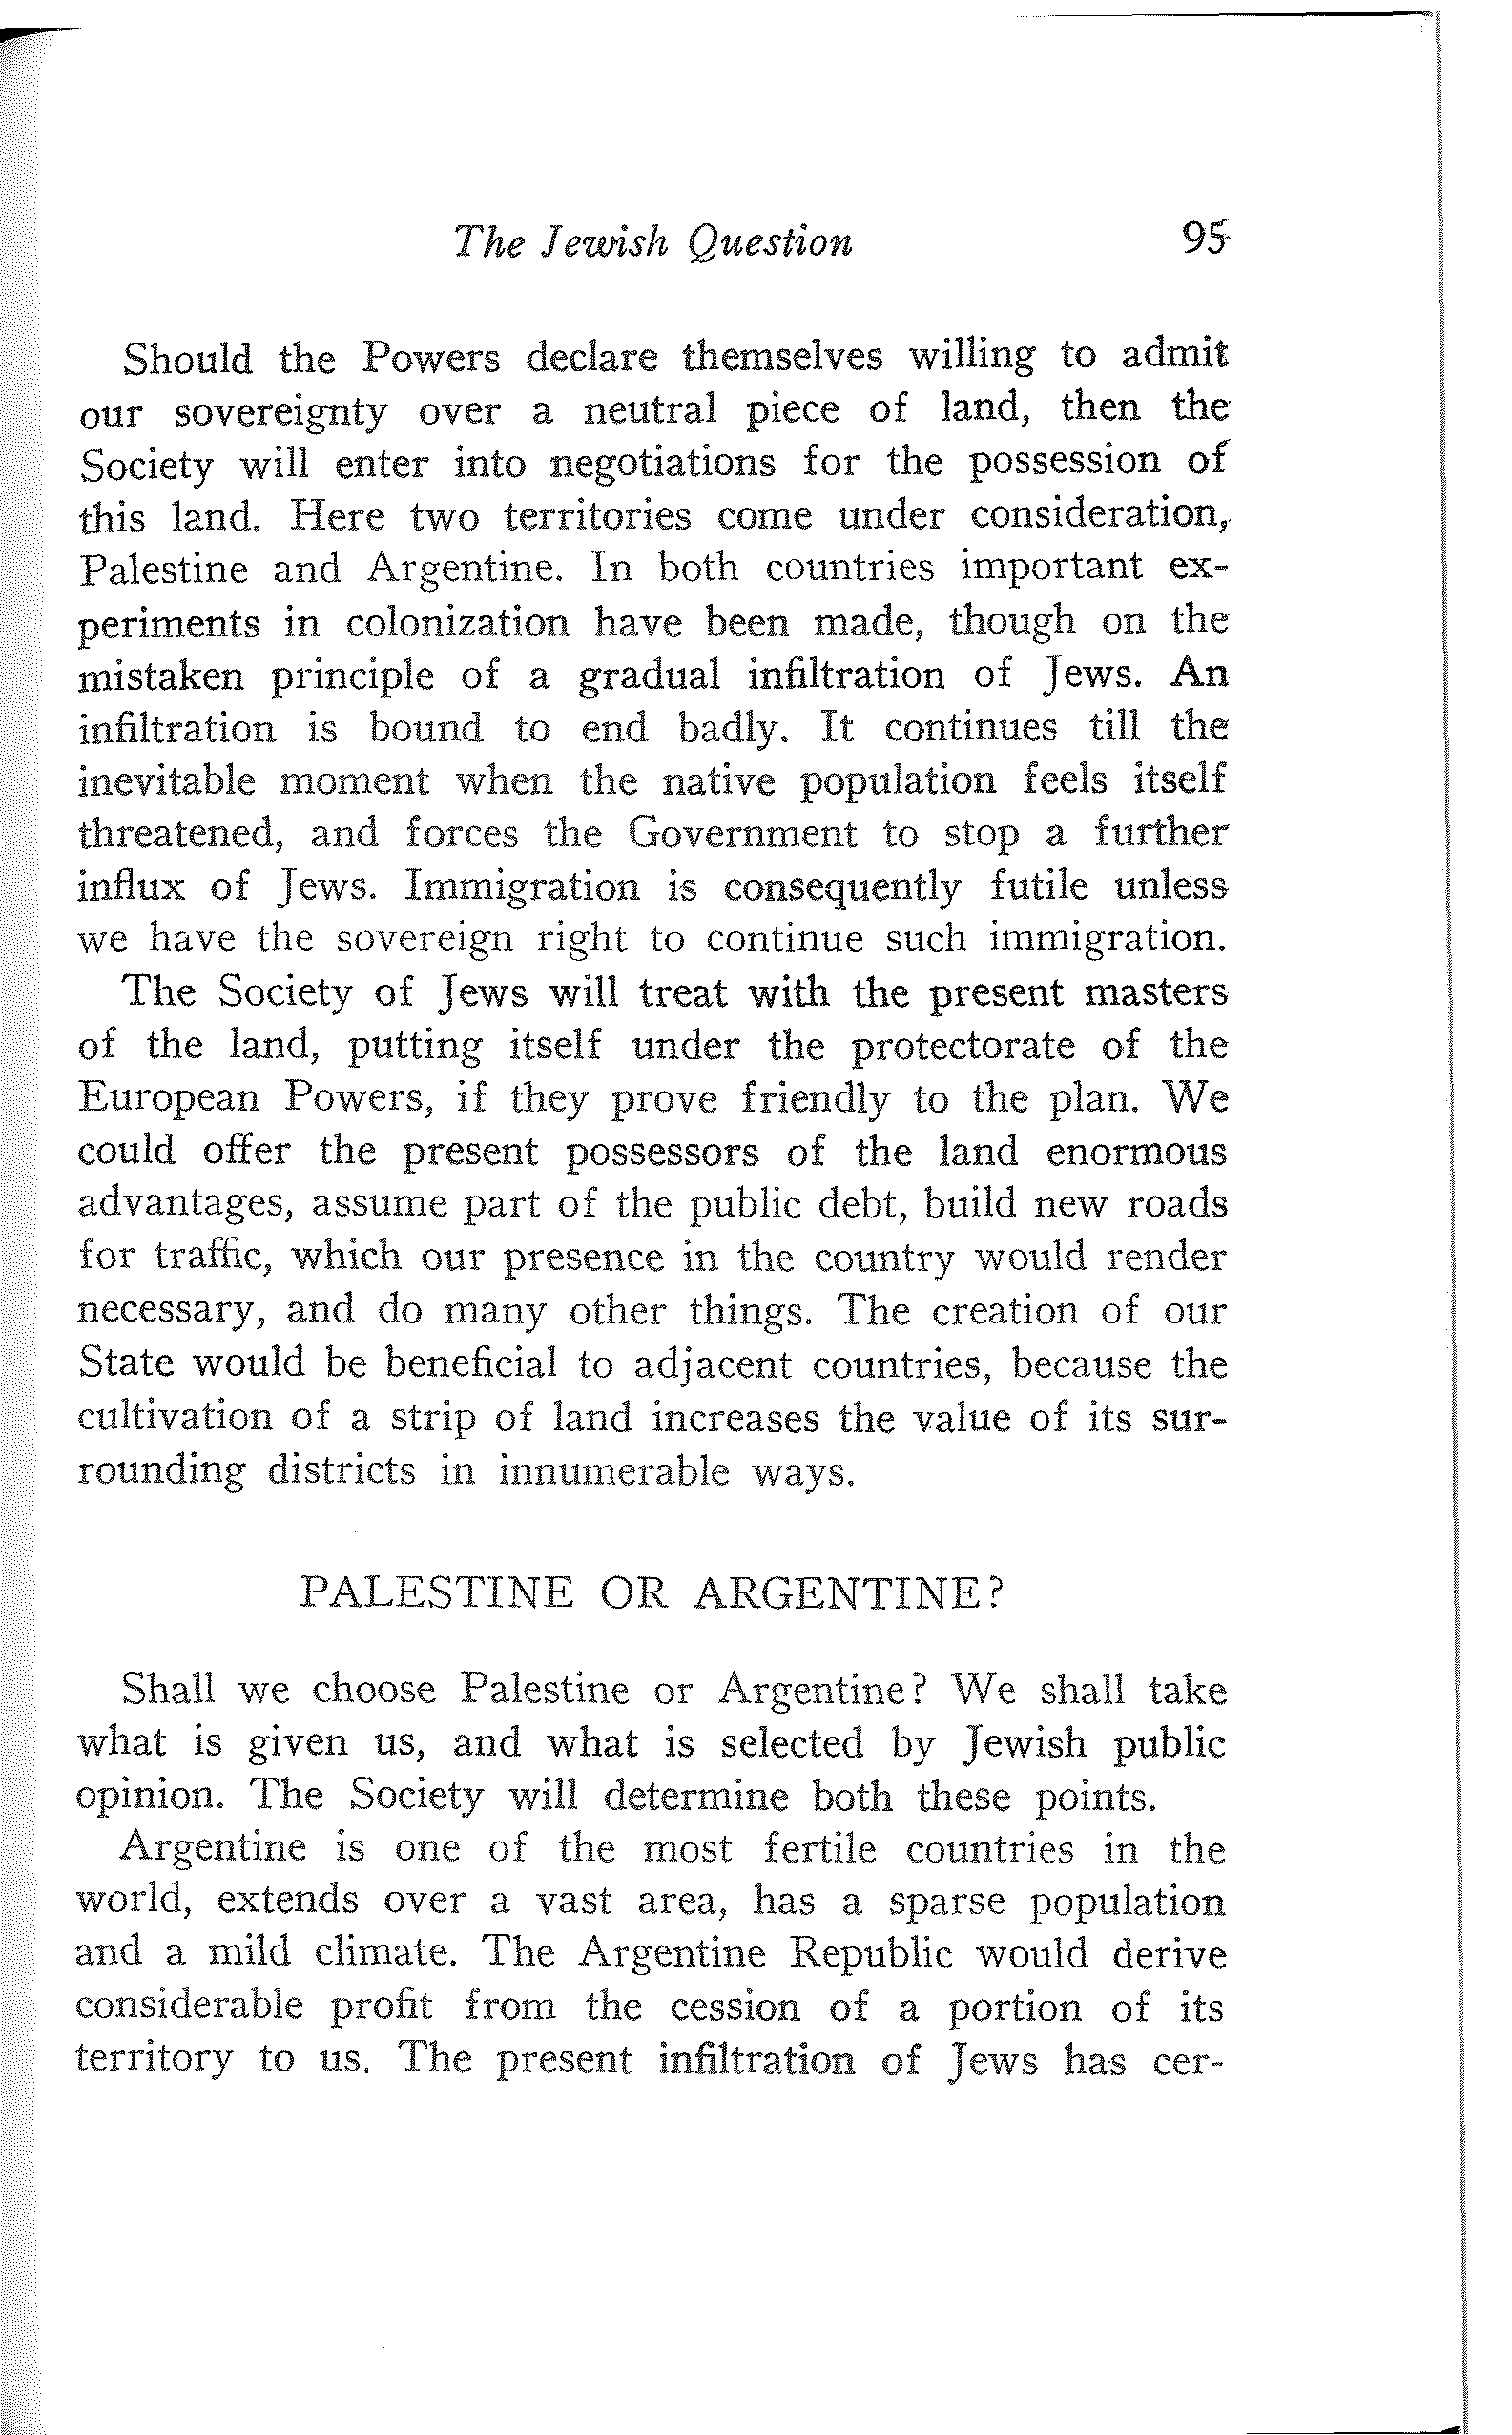 The Jewish Question 95
Should the Powers declare themselves willing to admit
our sovereignty over a neutral piece of land, then the
Society will enter into negotiations for the possession of
this land. Here two territories come under consideration,
Palestine and Argentine. In both countries important ex-
periments in colonization have been made, though on the
mistaken principle of a gradual infiltration of Jews. An
infiltration is bound to end badly. It continues till the
inevitable moment when the native population feels itself
threatened, and forces the Government to stop a further
influx of Jews. Immigration is consequently futile unless
we have the sovereign right to continue such immigration.
The Society of Jews will treat with the present masters
of the land, putting itself under the protectorate of the
European Powers, if they prove friendly to the plan. We
could offer the present possessors of the land enormous
advantages, assume part of the public debt, build new roads
for traffic, which our presence in the country would render
necessary, and do many other things. The creation of our
State would be beneficial to adjacent countries, because the
cultivation of a strip of land increases the value of its sur-
rounding districts in innumerable ways.
PALESTINE OR ARGENTINE?
Shall we choose Palestine or Argentine? We shall take
what is given us, and what is selected by Jewish public
opinion. The Society will determine both these points.
Argentine is one of the most fertile countries in the
world, extends over a vast area, has a sparse population
and a mild climate. The Argentine Republic would derive
considerable profit from the cession of a portion of its
territory to us. The present infiltration of Jews has cer-